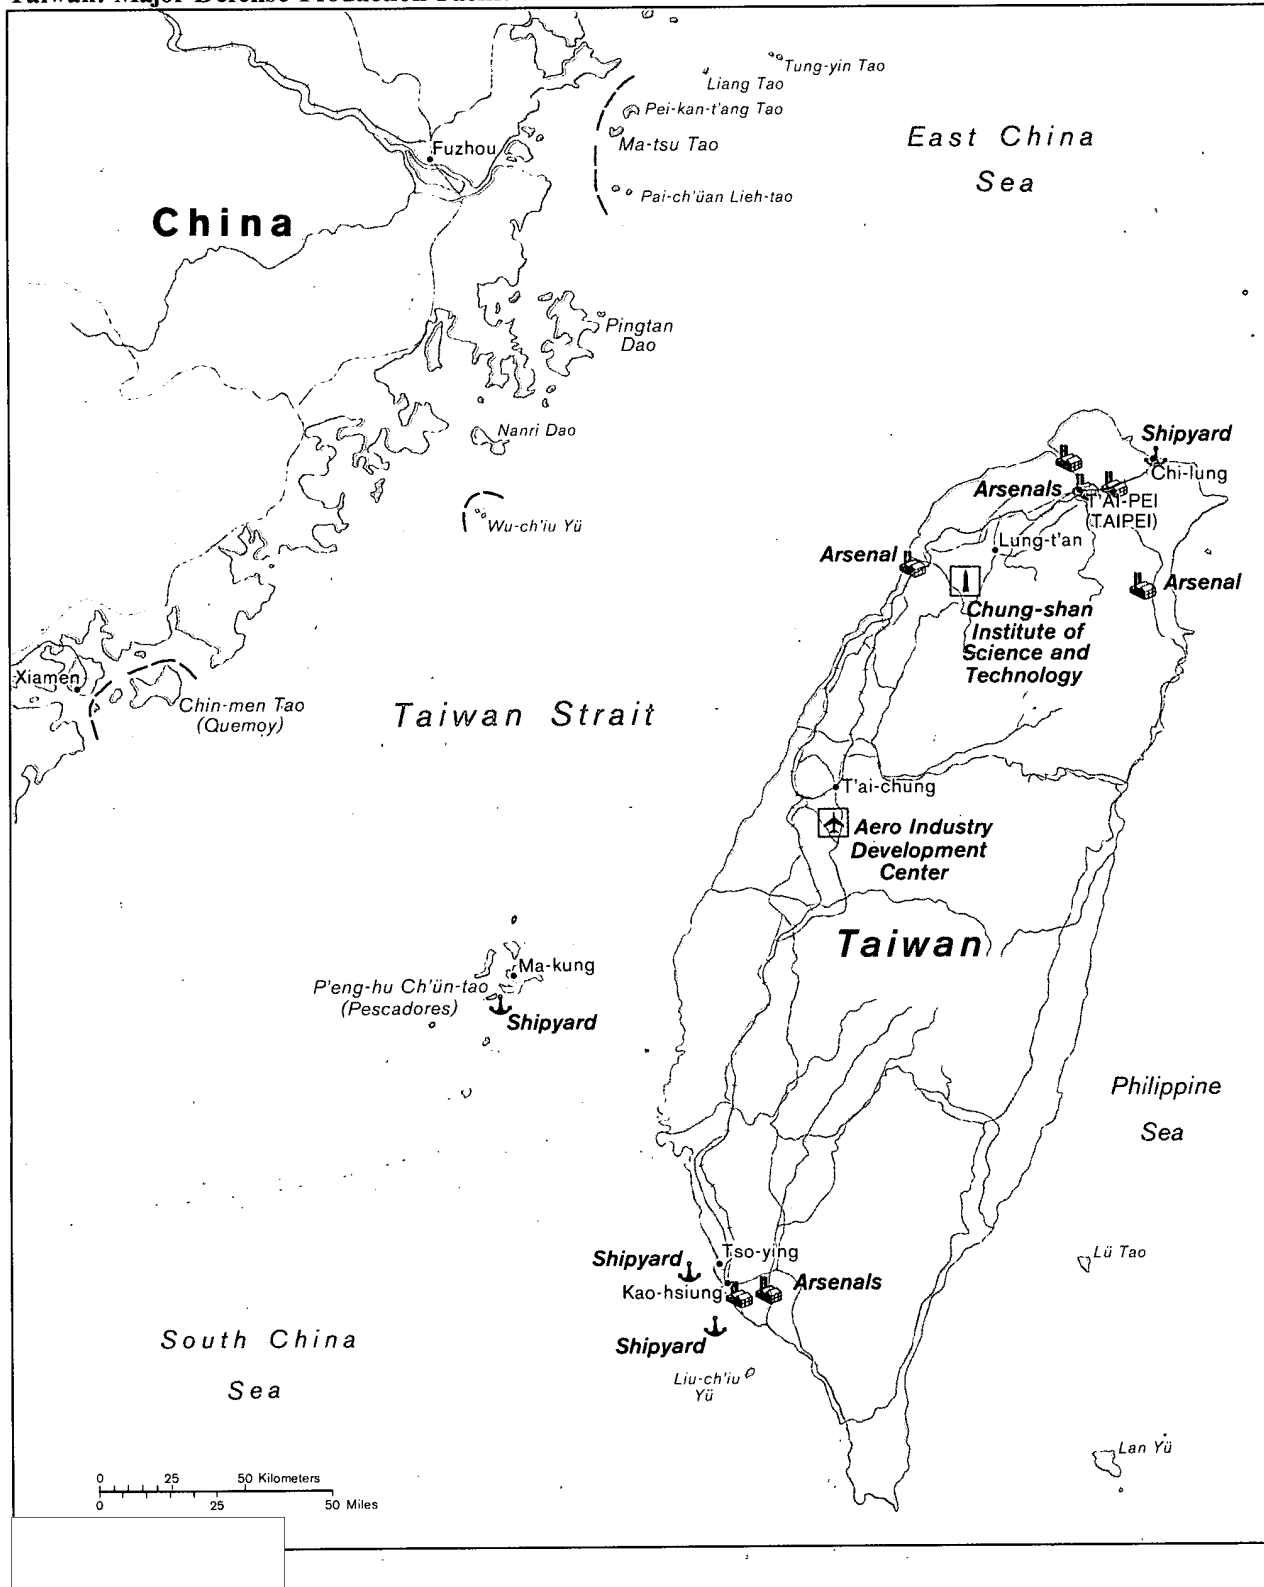 Taiwan: Major Defense Production
Tung-yin Tao
Liang Tao
Pei-kan-t'ang Tao
Ma-tsu Tao
East China
Sea
Fuzhou
Pai-ch'üan Lieh-tao
China
Pingtan
Dao
Nanri Dao
Shipyard
Chi-lung
Arsenals
T'AI-PEI
(TAIPEI)
Wu-ch'iu Yü
Lung-t'an
Arsenal
Arsenal
Chung-shan
Institute of
Science and
Technology
Xiamen
Chin-men Tao
(Quemoy)
Taiwan Strait
T'ai-chung
Aero Industry
Development
Center
Taiwan
Ma-kung
P'eng-hu Ch'ün-tao
(Pescadores)
Shipyard
Philippine
Sea
Tso-ying
Shipyard
Lü Tao
Kao-hsiung
Arsenals
Shipyard
South China
Sea
Liu-ch'iu
Yü
Lan Yü
0 25 50 Kilometers
0 25 50 Miles